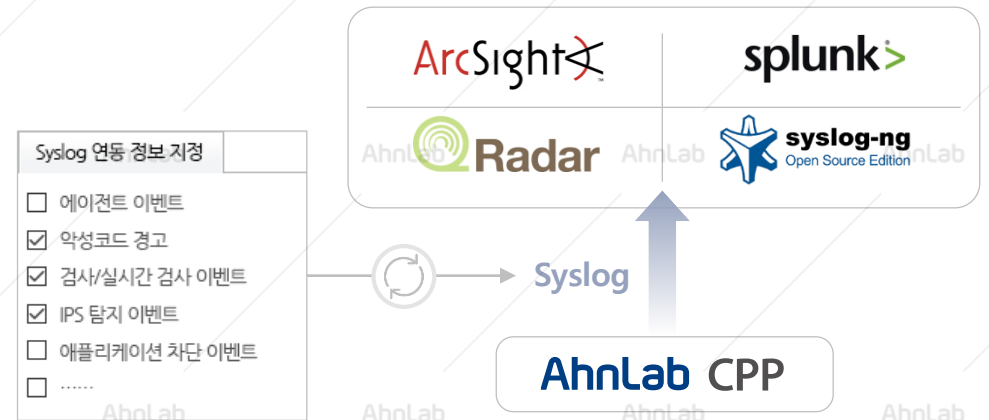 ArcSight
splunk>
QRadar
syslog-ng
Open Source Edition
Syslog 연동 정보 지정
에이전트 이벤트
악성코드 경고
검사/실시간 검사 이벤트
IPS 탐지 이벤트
애플리케이션 차단 이벤트
......
Syslog
AhnLab CPP
AhnLab
AhnLab
AhnLab
AhnLab
AhnLab
AhnLab
AhnLab
AhnLab